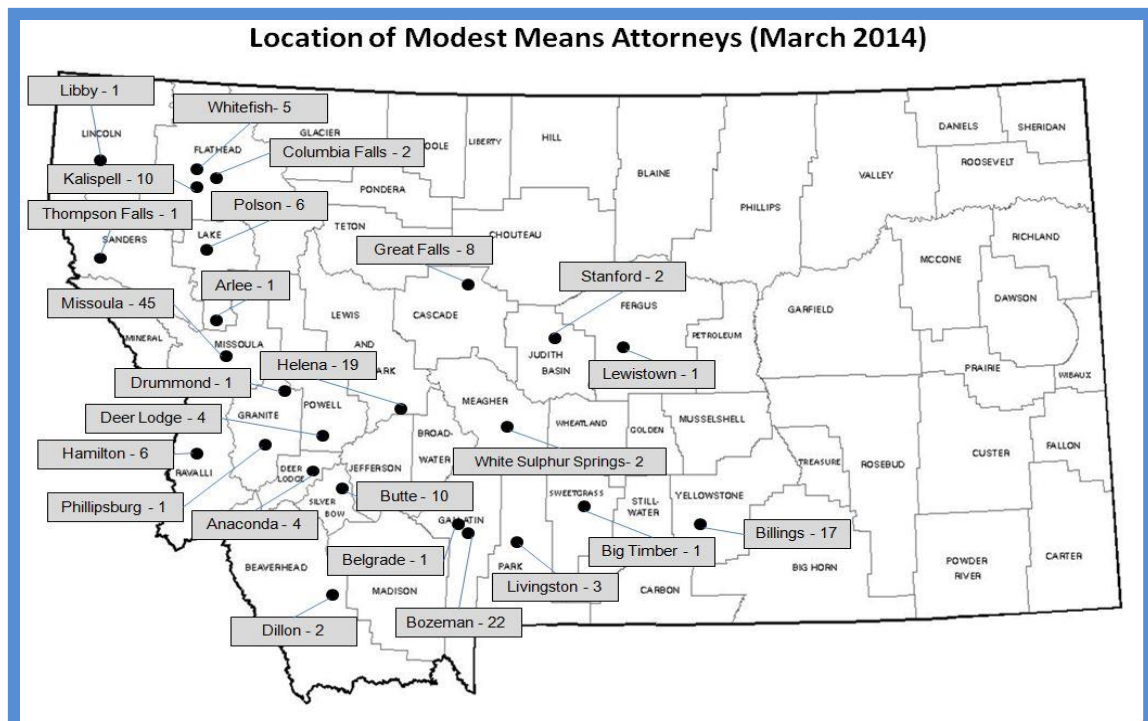 Location of Modest Means Attorneys (March 2014)
Libby - 1
Whitefish- 5
LINCOLN
GLACIER
FLATHEAD
Columbia Falls - 2
OOLE
LIBERTY
HILL
DANIELS
SHERIDAN
ROOSEVELT
Kalispell - 10
BLAINE
VALLEY
PHILLIPS
PONDERA
Polson - 6
Thompson Falls - 1
SANDERS
LAKE
TETON
CHOUTEAU
Great Falls - 8
RICHLAND
MCCONE
Stanford - 2
Arlee - 1
Missoula - 45
DAWSON
FERGUS
GARFIELD
LEWIS
CASCADE
MINERAL
MISSOULA
PETROLEUM
AND
JUDITH
BASIN
Helena - 19
ARK
Lewistown - 1
PRAIRIE
WIBAUX
Drummond - 1
MEAGHER
POWELL
GRANITE
Deer Lodge - 4
WHEATLAND
GOLDEN
MUSSELSHELL
BROAD-
WATER
CUSTER
FALLON
Hamilton - 6
RAVALLI
DEER
LODGE
JEFFERSON
White Sulphur Springs- 2
TREASURE
ROSEBUD
Phillipsburg - 1
SILVER
BOW
Butte - 10
SWEETGRASS
STILL-
WATER
YELLOWSTONE
Anaconda - 4
GALLATIN
Billings - 17
Belgrade - 1
Big Timber - 1
BEAVERHEAD
PARK
BIG HORN
POWDER
RIVER
CARTER
MADISON
Livingston - 3
CARBON
Dillon - 2
Bozeman - 22